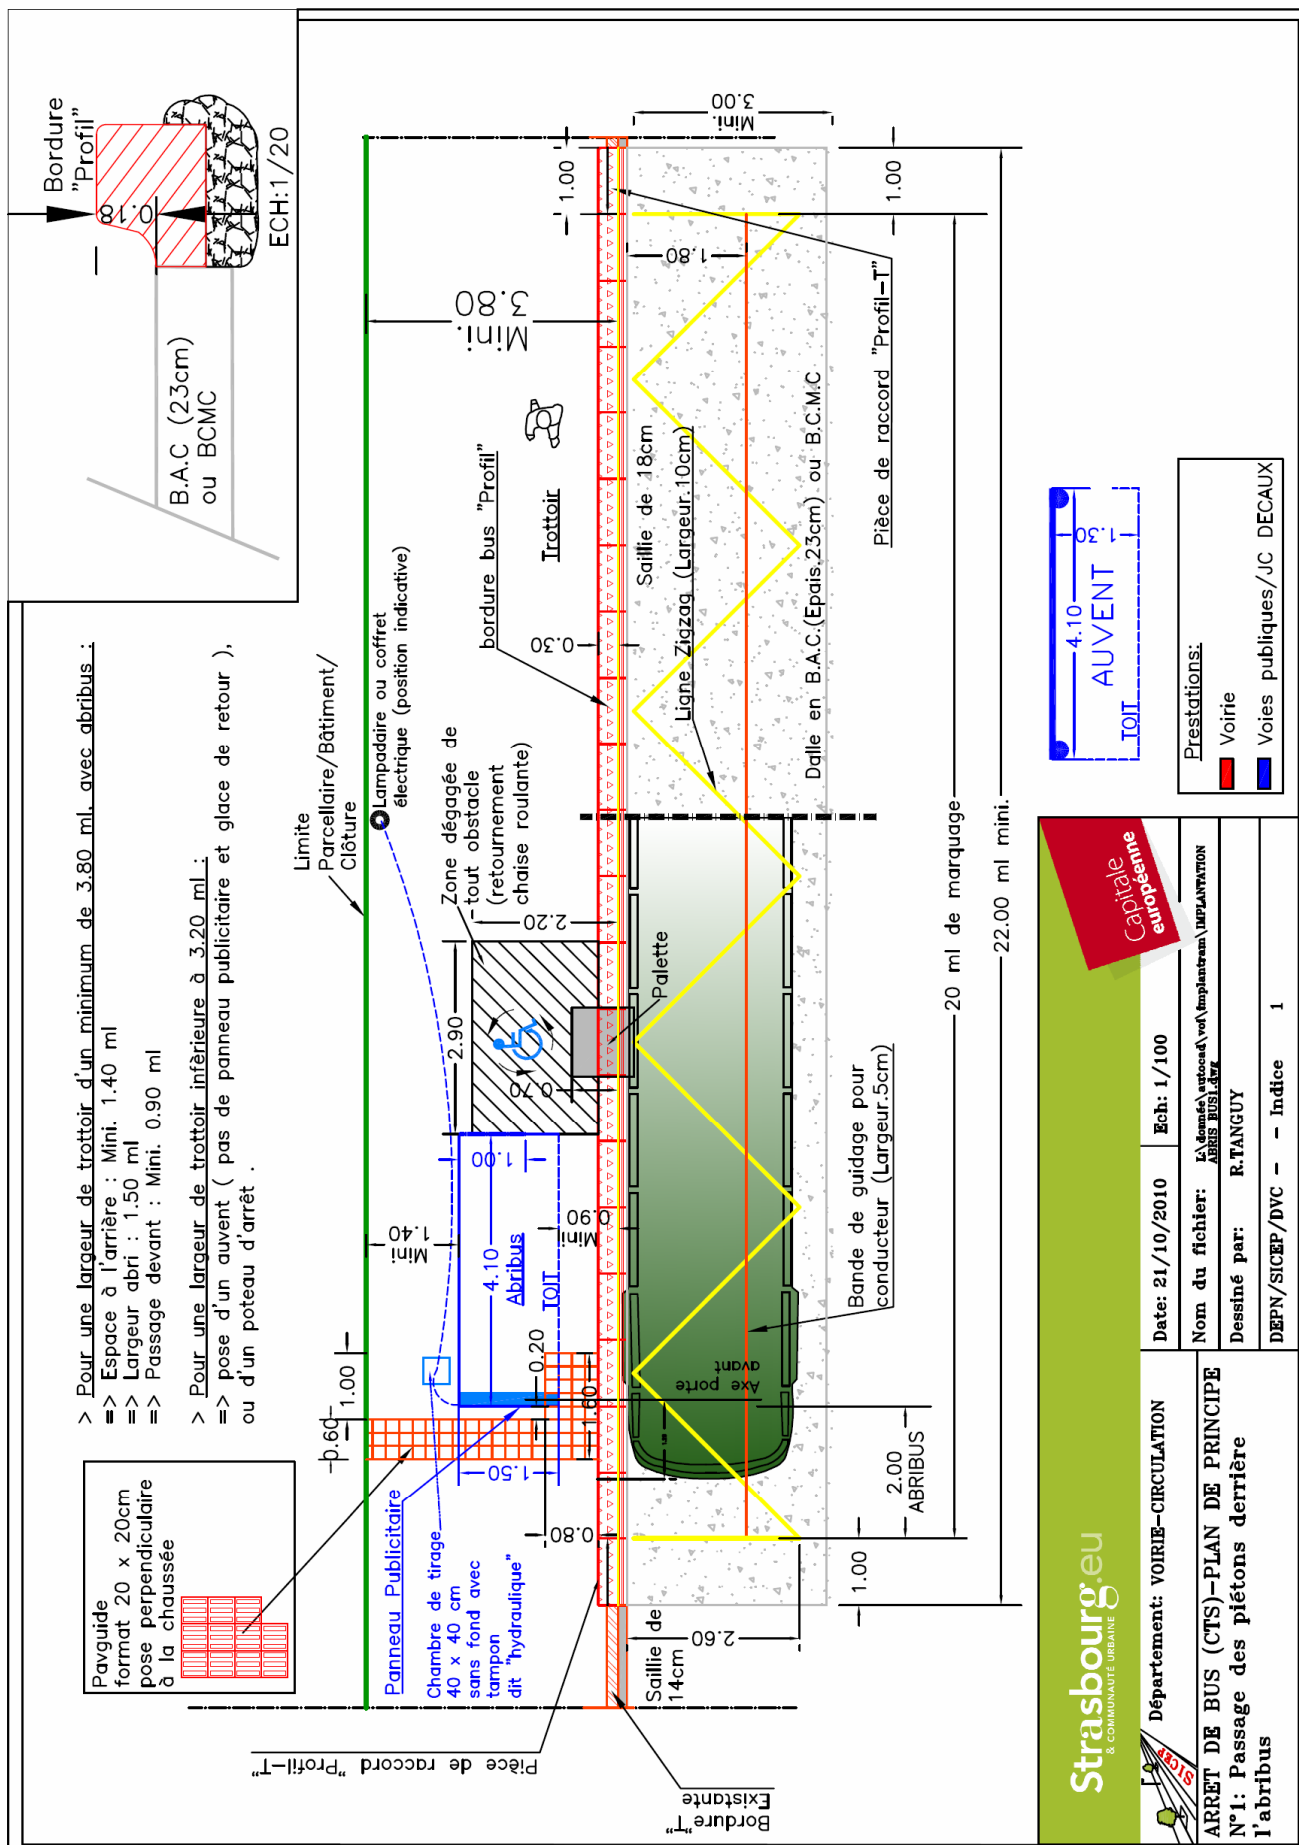 Pavguide
format 20 x 20cm
pose perpendiculaire
à la chaussée
> Pour une largeur de trottoir d'un minimum de 3.80 ml, avec abribus :
=> Espace à l'arrière : Mini. 1.40 ml
=> Largeur abri : 1.50 ml
=> Passage devant : Mini. 0.90 ml
> Pour une largeur de trottoir inférieure à 3.20 ml :
=> pose d'un auvent ( pas de panneau publicitaire et glace de retour ),
ou d'un poteau d'arrêt .
Bordure
"Profil"
0.18
B.A.C (23cm)
ou BCMC
ECH:1/20
Limite
Parcellaire/Bâtiment/
Clôture
Lampadaire ou coffret
électrique (position indicative)
Zone dégagée de
tout obstacle
(retournement
chaise roulante)
bordure bus "Profil"
Trottoir
Mini.
3.80
1.00
Mini.
3.00
0.60
1.00
Mini
1.40
2.90
2.20
0.70
1.00
4.10
Abribus
TOIT
Mini
0.90
0.20
1.60
1.50
0.80
0.30
1.80
Panneau Publicitaire
Chambre de tirage
40 x 40 cm
sans fond avec
tampon
dit "hydraulique"
Pièce de raccord "Profil-T"
Bordure "T"
Existante
Saillie de
14cm
2.60
Palette
Saillie de 18cm
Ligne Zigzag (Largeur.10cm)
Dalle en B.A.C.(Epais.23cm) ou B.C.M.C
Pièce de raccord "Profil-T"
Axe porte
avant
Bande de guidage pour
conducteur (Largeur.5cm)
2.00
ABRIBUS
1.00
1.00
20 ml de marquage
22.00 ml mini.
4.10
AUVENT
1.30
TOIT
Prestations:
Voirie
Voies publiques/JC DECAUX
Strasbourg.eu
& COMMUNAUTÉ URBAINE
Capitale
européenne
SICEP
Département: VOIRIE-CIRCULATION
ARRET DE BUS (CTS)-PLAN DE PRINCIPE
N°1: Passage des piétons derrière
l'abribus
Date: 21/10/2010
Ech: 1/100
Nom du fichier:
L:\donnée\autocad\vof\implantram\IMPLANTATION
ABRIS BUS1.dwg
Dessiné par: R.TANGUY
DEPN/SICEP/DVC - - Indice 1